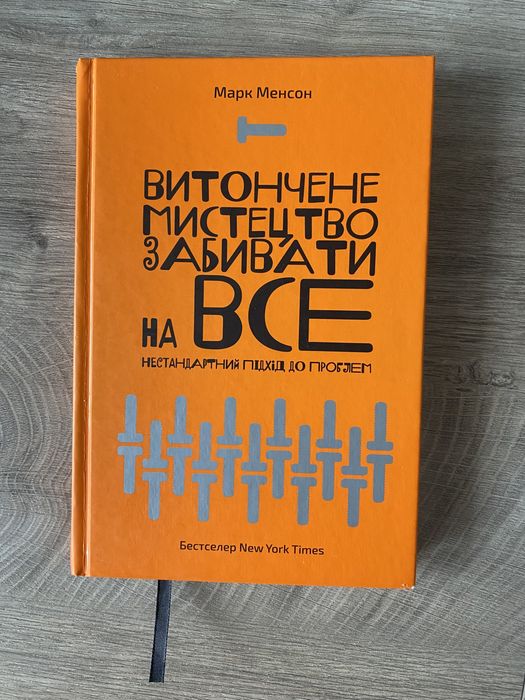 Марк Менсон
ВИТОНЧЕНЕ
МИСТЕЦТВО
ЗАБИВАТИ
НА ВСЕ
НЕСТАНДАРТНИЙ ПІДХІД ДО ПРОБЛЕМ
Бестселер New York Times